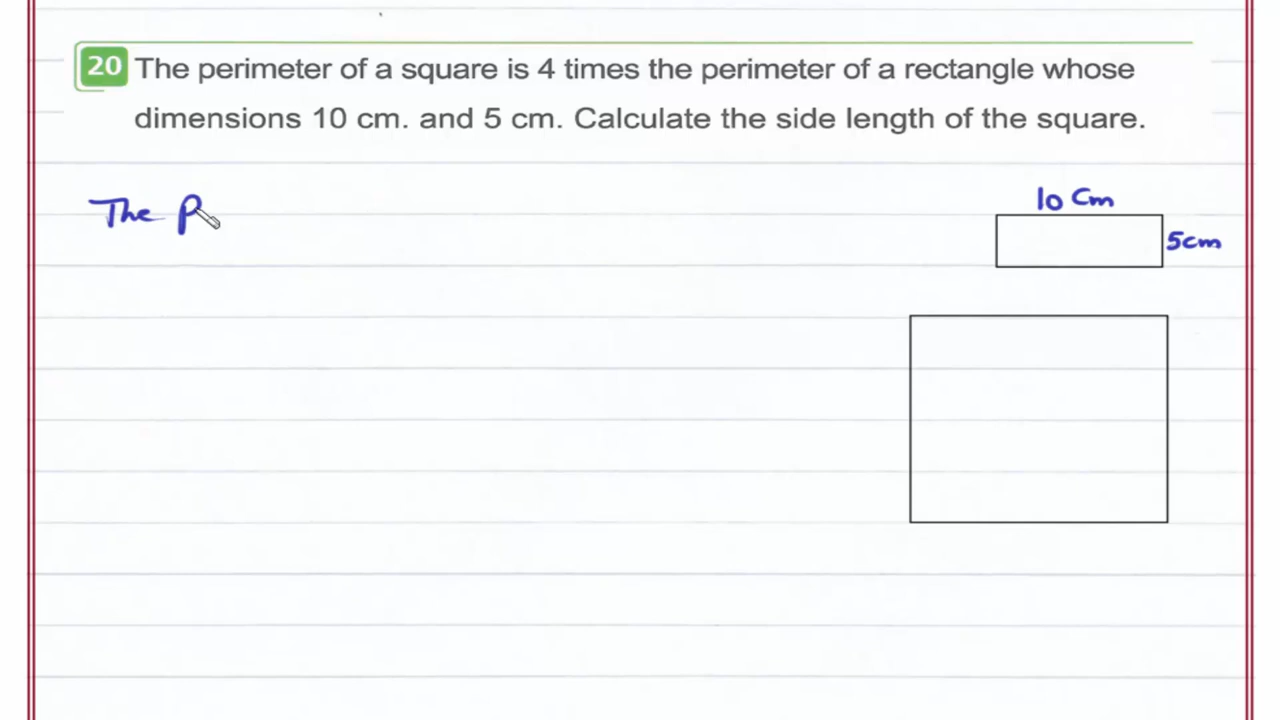 20 The perimeter of a square is 4 times the perimeter of a rectangle whose
dimensions 10 cm. and 5 cm. Calculate the side length of the square.
The P
10 Cm
5cm